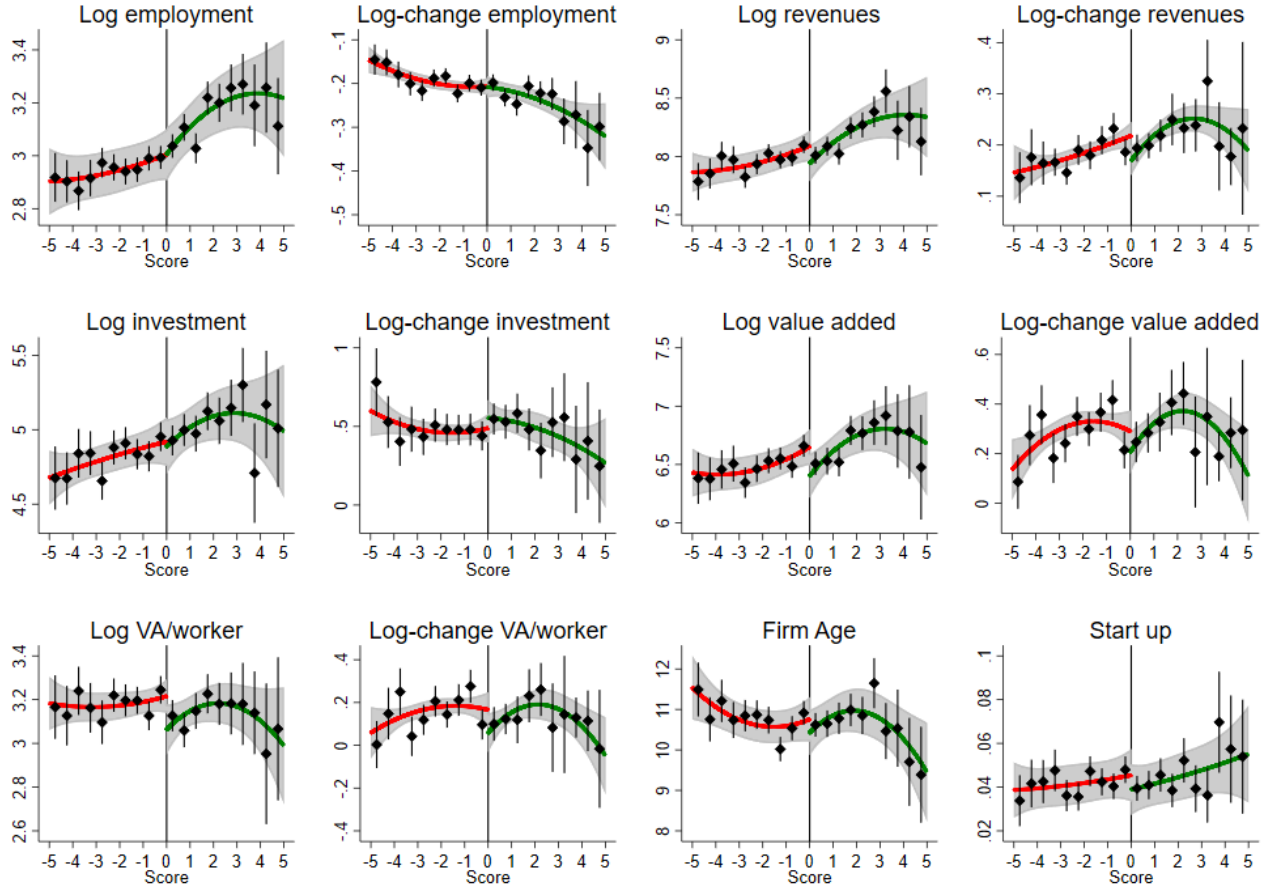 Log employment
3.4
3.2
3
2.8
-5 -4 -3 -2 -1 0 1 2 3 4 5
Score
Log-change employment
-.1
-.2
-.3
-.4
-.5
-5 -4 -3 -2 -1 0 1 2 3 4 5
Score
Log revenues
9
8.5
8
7.5
-5 -4 -3 -2 -1 0 1 2 3 4 5
Score
Log-change revenues
.4
.3
.2
.1
-5 -4 -3 -2 -1 0 1 2 3 4 5
Score
Log investment
5.5
5
4.5
-5 -4 -3 -2 -1 0 1 2 3 4 5
Score
Log-change investment
1
.5
0
-5 -4 -3 -2 -1 0 1 2 3 4 5
Score
Log value added
7.5
7
6.5
6
-5 -4 -3 -2 -1 0 1 2 3 4 5
Score
Log-change value added
.6
.4
.2
0
-5 -4 -3 -2 -1 0 1 2 3 4 5
Score
Log VA/worker
3.4
3.2
3
2.8
2.6
-5 -4 -3 -2 -1 0 1 2 3 4 5
Score
Log-change VA/worker
.4
.2
0
-.2
-.4
-5 -4 -3 -2 -1 0 1 2 3 4 5
Score
Firm Age
12
11
10
9
8
-5 -4 -3 -2 -1 0 1 2 3 4 5
Score
Start up
.1
.08
.06
.04
.02
-5 -4 -3 -2 -1 0 1 2 3 4 5
Score